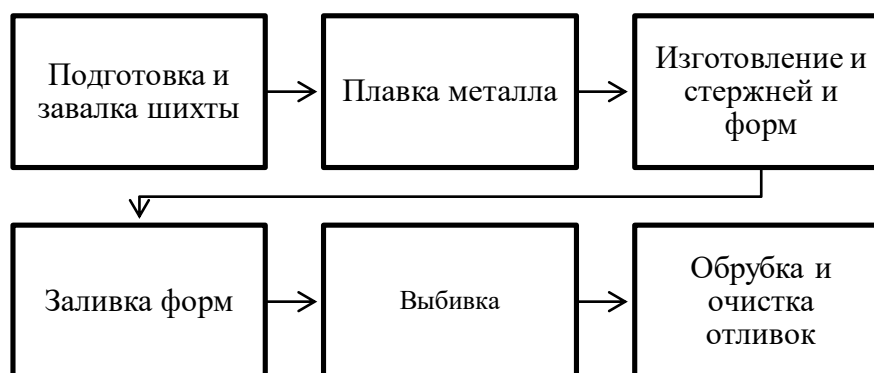 Подготовка и
завалка шихты
Плавка металла
Изготовление и
стержней и
форм
Заливка форм
Выбивка
Обрубка и
очистка
отливок